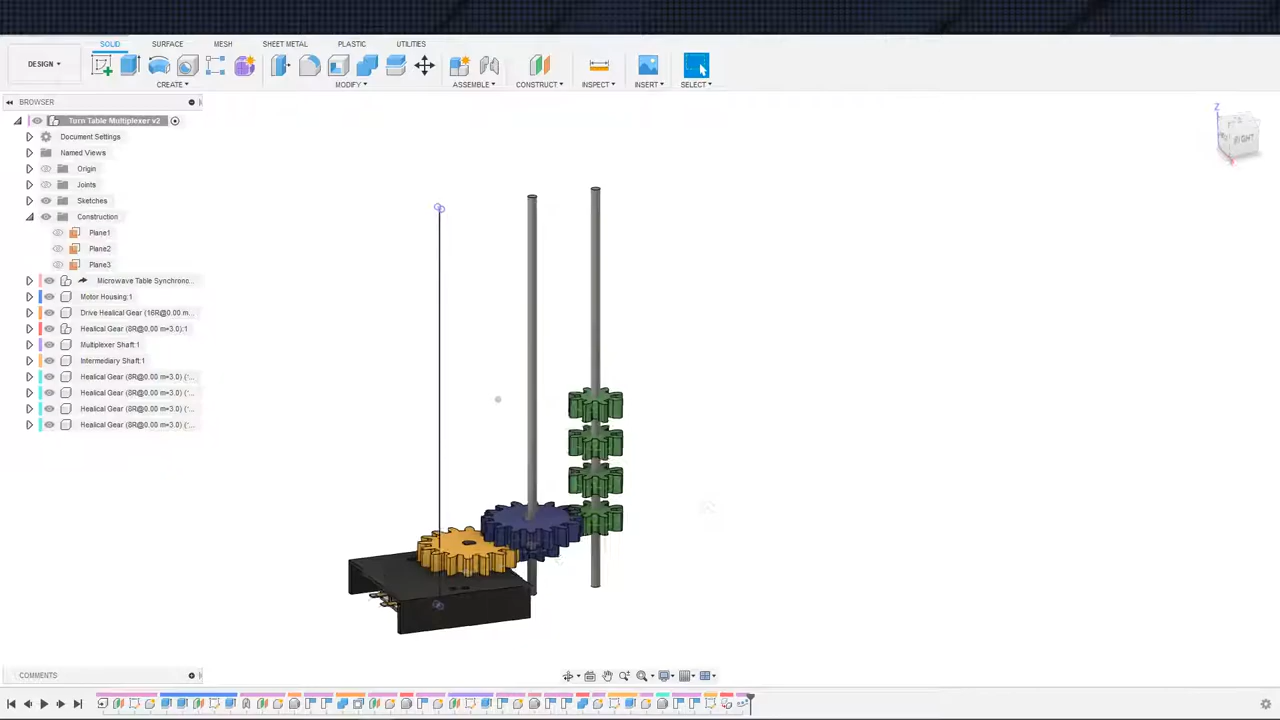 SOLID SURFACE MESH SHEET METAL PLASTIC UTILITIES
DESIGN
CREATE MODIFY ASSEMBLE CONSTRUCT INSPECT INSERT SELECT
BROWSER
Turn Table Multiplexer v2
Document Settings
Named Views
Origin
Joints
Sketches
Construction
Plane1
Plane2
Plane3
Microwave Table Synchrono...
Motor Housing:1
Drive Healical Gear (16R@0.00 m...
Healical Gear (8R@0.00 m=3.0):1
Multiplexer Shaft:1
Intermediary Shaft:1
Healical Gear (8R@0.00 m=3.0) (...
Healical Gear (8R@0.00 m=3.0) (...
Healical Gear (8R@0.00 m=3.0) (...
Healical Gear (8R@0.00 m=3.0) (...
Z
RIGHT
COMMENTS